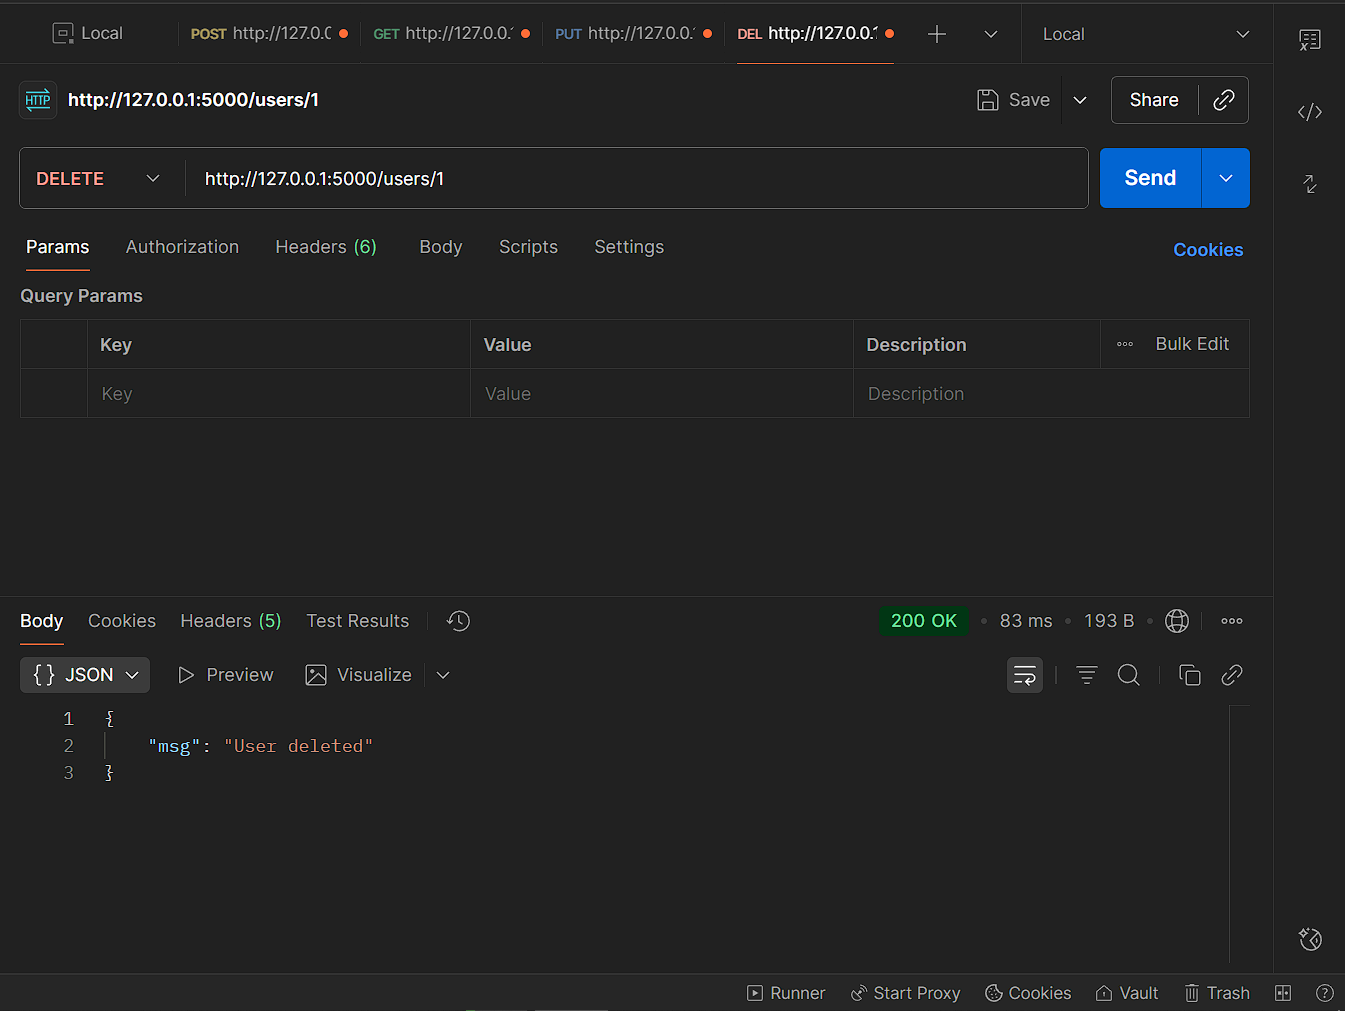 Local
POST http://127.0.0
GET http://127.0.0.
PUT http://127.0.0.
DEL http://127.0.0.1
Local
HTTP http://127.0.0.1:5000/users/1
Save
Share
DELETE http://127.0.0.1:5000/users/1
Send
Params Authorization Headers (6) Body Scripts Settings
Cookies
Query Params
Key Value Description Bulk Edit
Key Value Description
Body Cookies Headers (5) Test Results
200 OK • 83 ms • 193 B
{} JSON Preview Visualize
1 {
2 "msg": "User deleted"
3 }
Runner Start Proxy Cookies Vault Trash